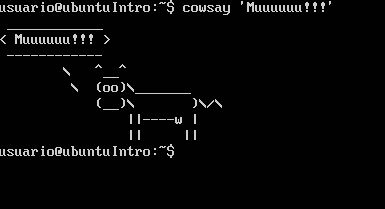 usuario@ubuntuIntro:~$ cowsay 'Muuuuuu!!!'
 ____________
< Muuuuuu!!! >
 ------------
        \   ^__^
         \  (oo)\_______
            (__)\       )\/\
                ||----w |
                ||     ||
usuario@ubuntuIntro:~$